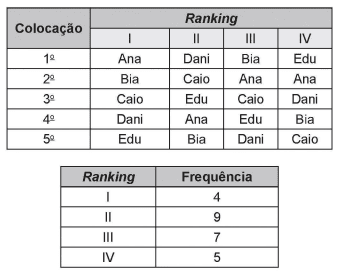 Colocação Ranking
I II III IV
1º Ana Dani Bia Edu
2º Bia Caio Ana Ana
3º Caio Edu Caio Dani
4º Dani Ana Edu Bia
5º Edu Bia Dani Caio
Ranking Frequência
I 4
II 9
III 7
IV 5